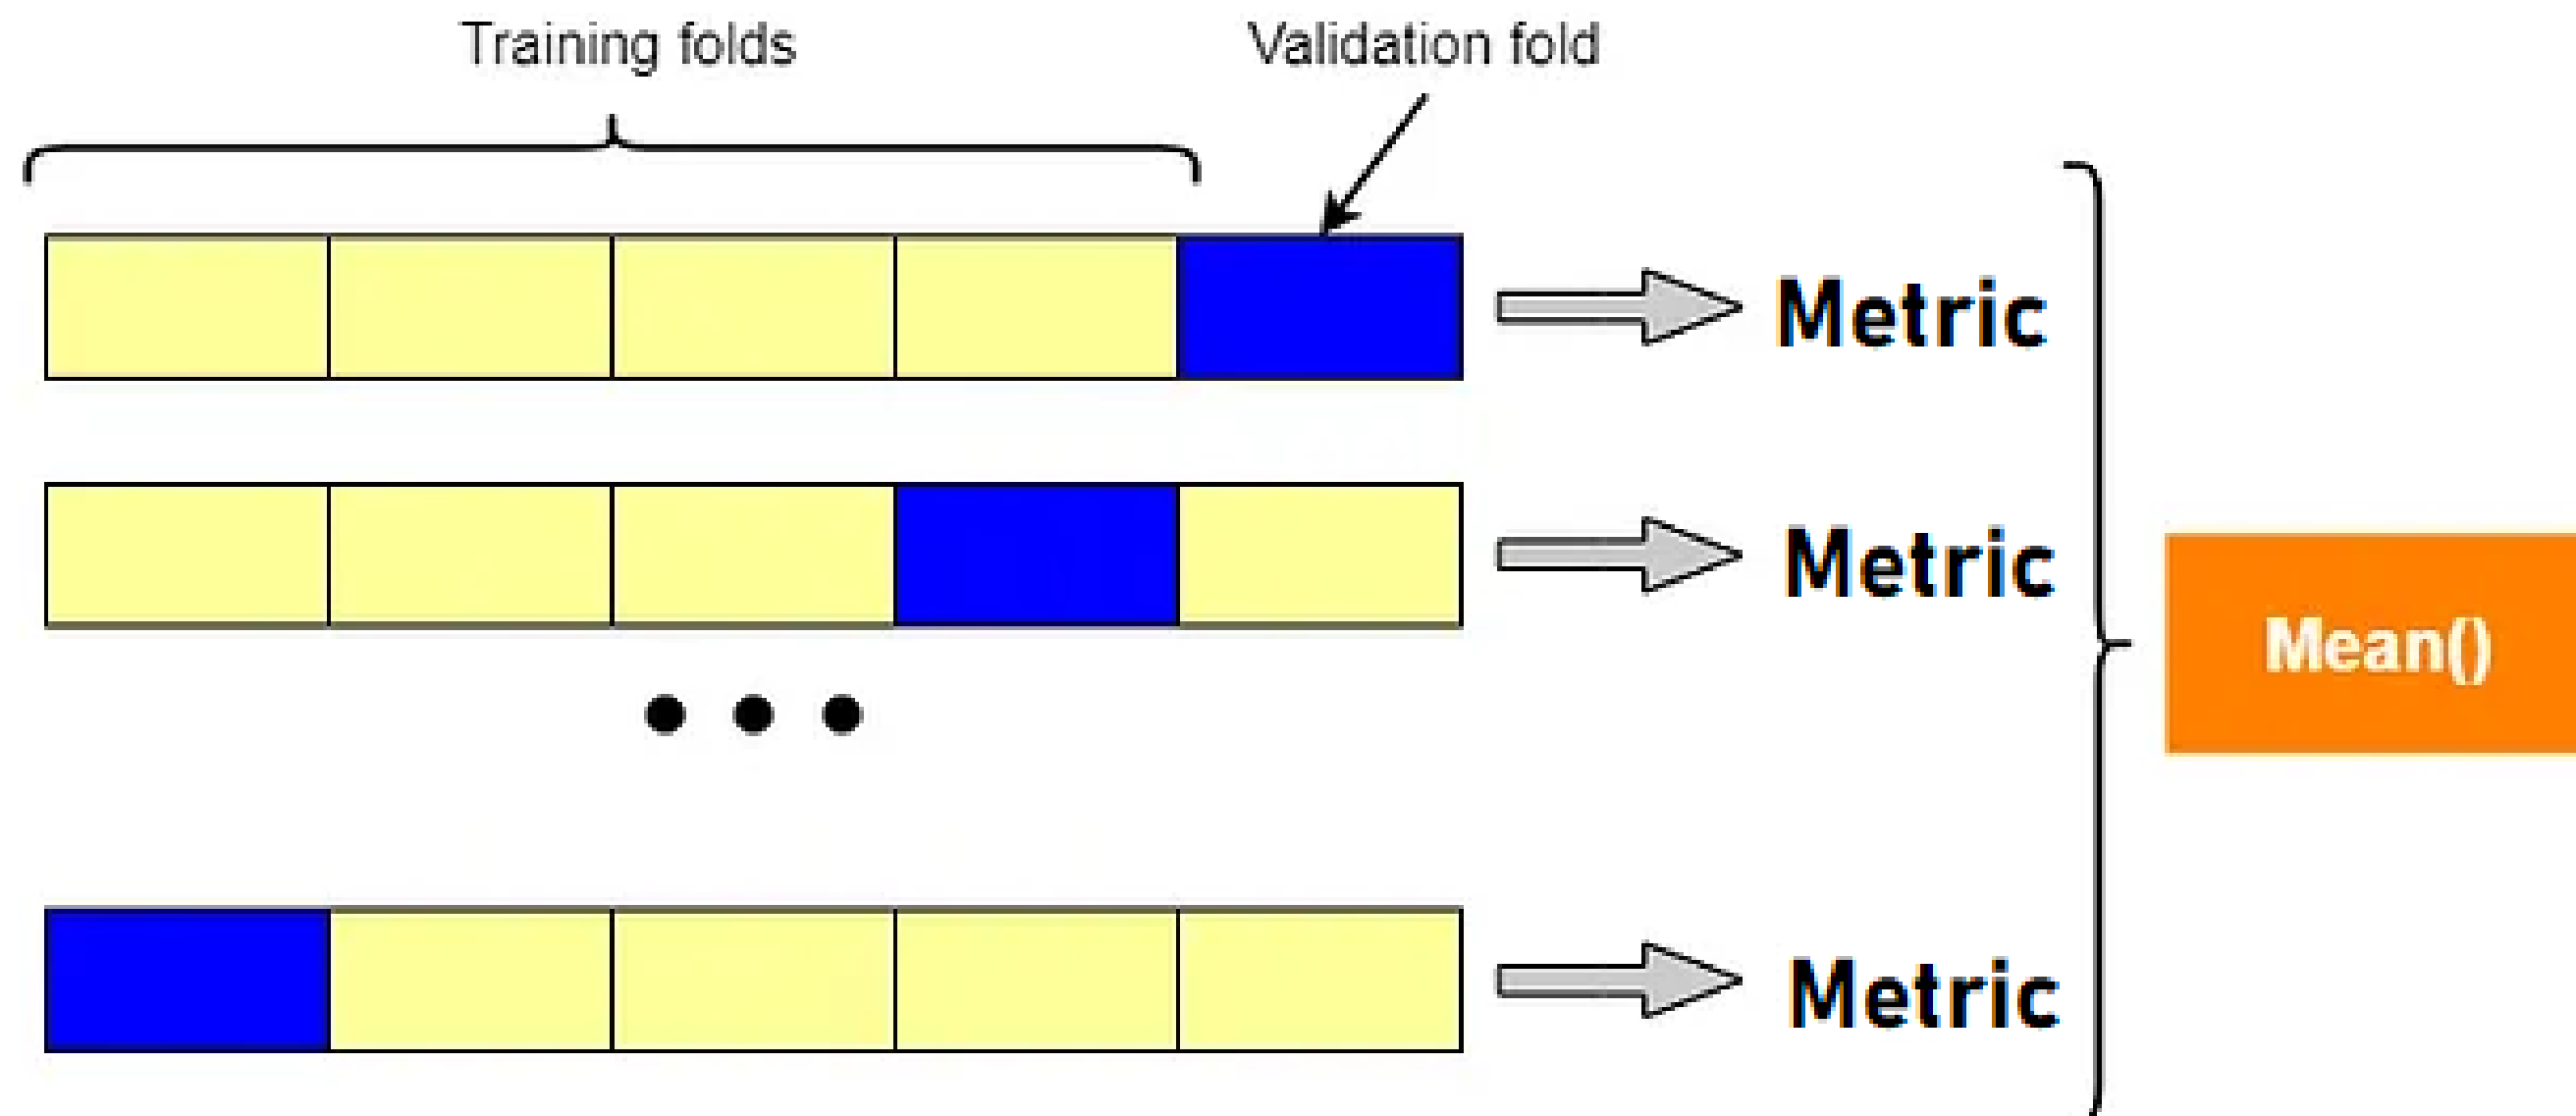 Training folds
Validation fold
Metric
Metric
Mean()
Metric